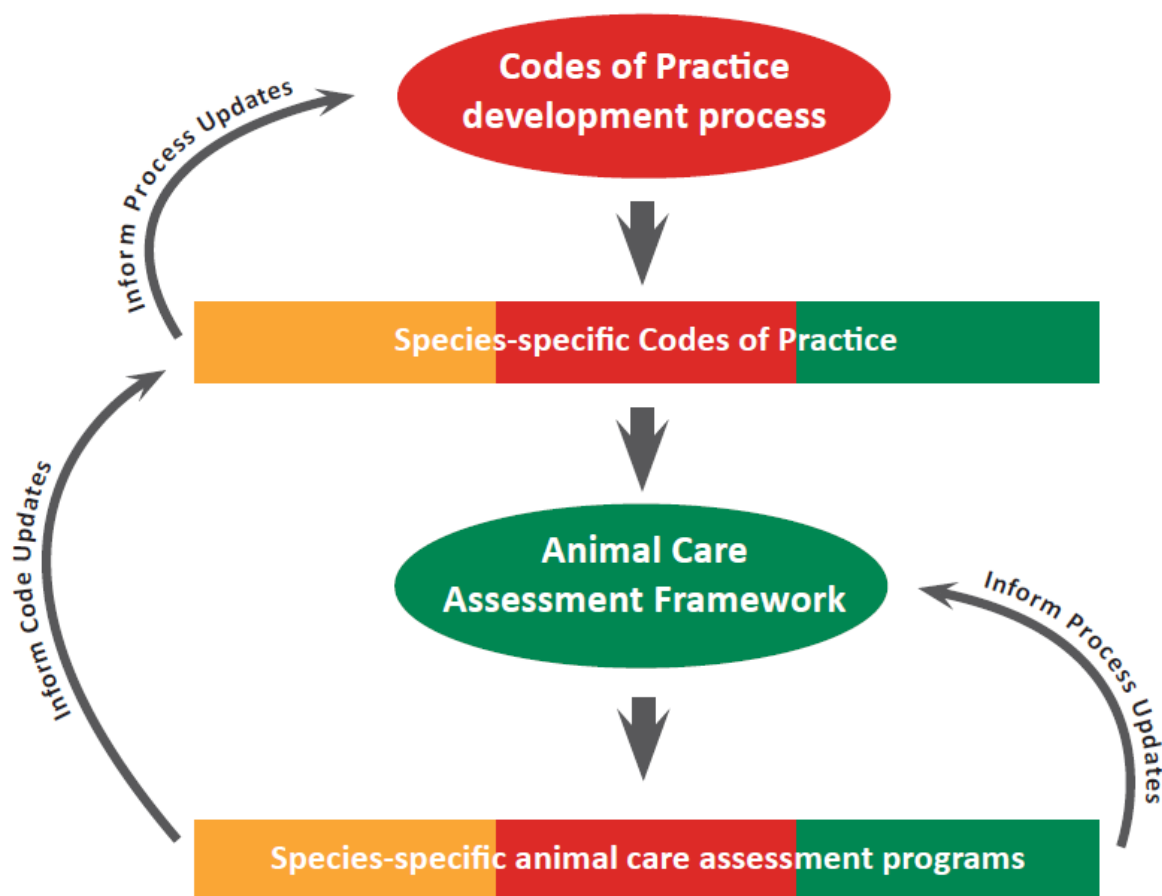 Codes of Practice
development process
Inform Process Updates
Species-specific Codes of Practice
Inform Code Updates
Animal Care
Assessment Framework
Inform Process Updates
Species-specific animal care assessment programs